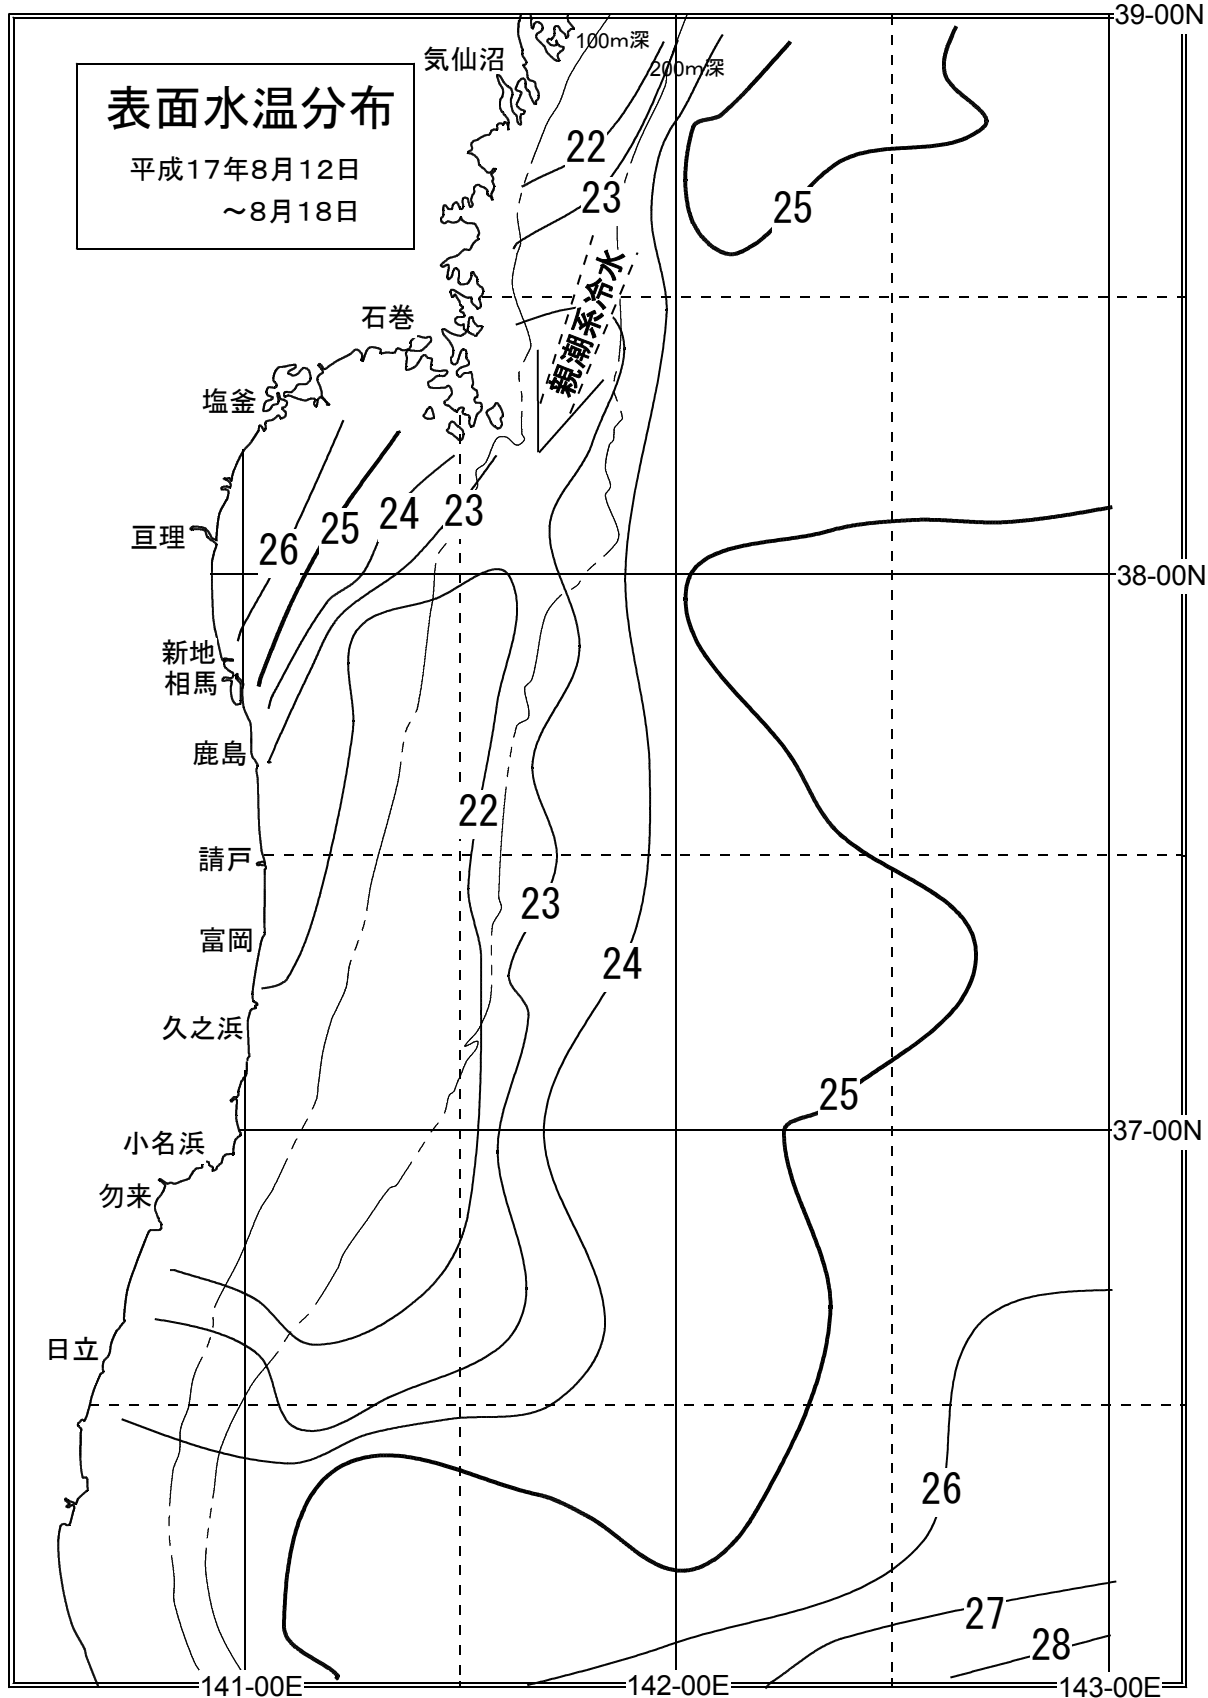 39-00N
100m深
気仙沼
200m深
表面水温分布
平成17年8月12日
～8月18日
22
23
25
親潮系冷水
石巻
塩釜
24
23
25
亘理
26
38-00N
新地
相馬
鹿島
22
請戸
23
富岡
24
久之浜
25
小名浜
37-00N
勿来
日立
26
27
28
141-00E
142-00E
143-00E